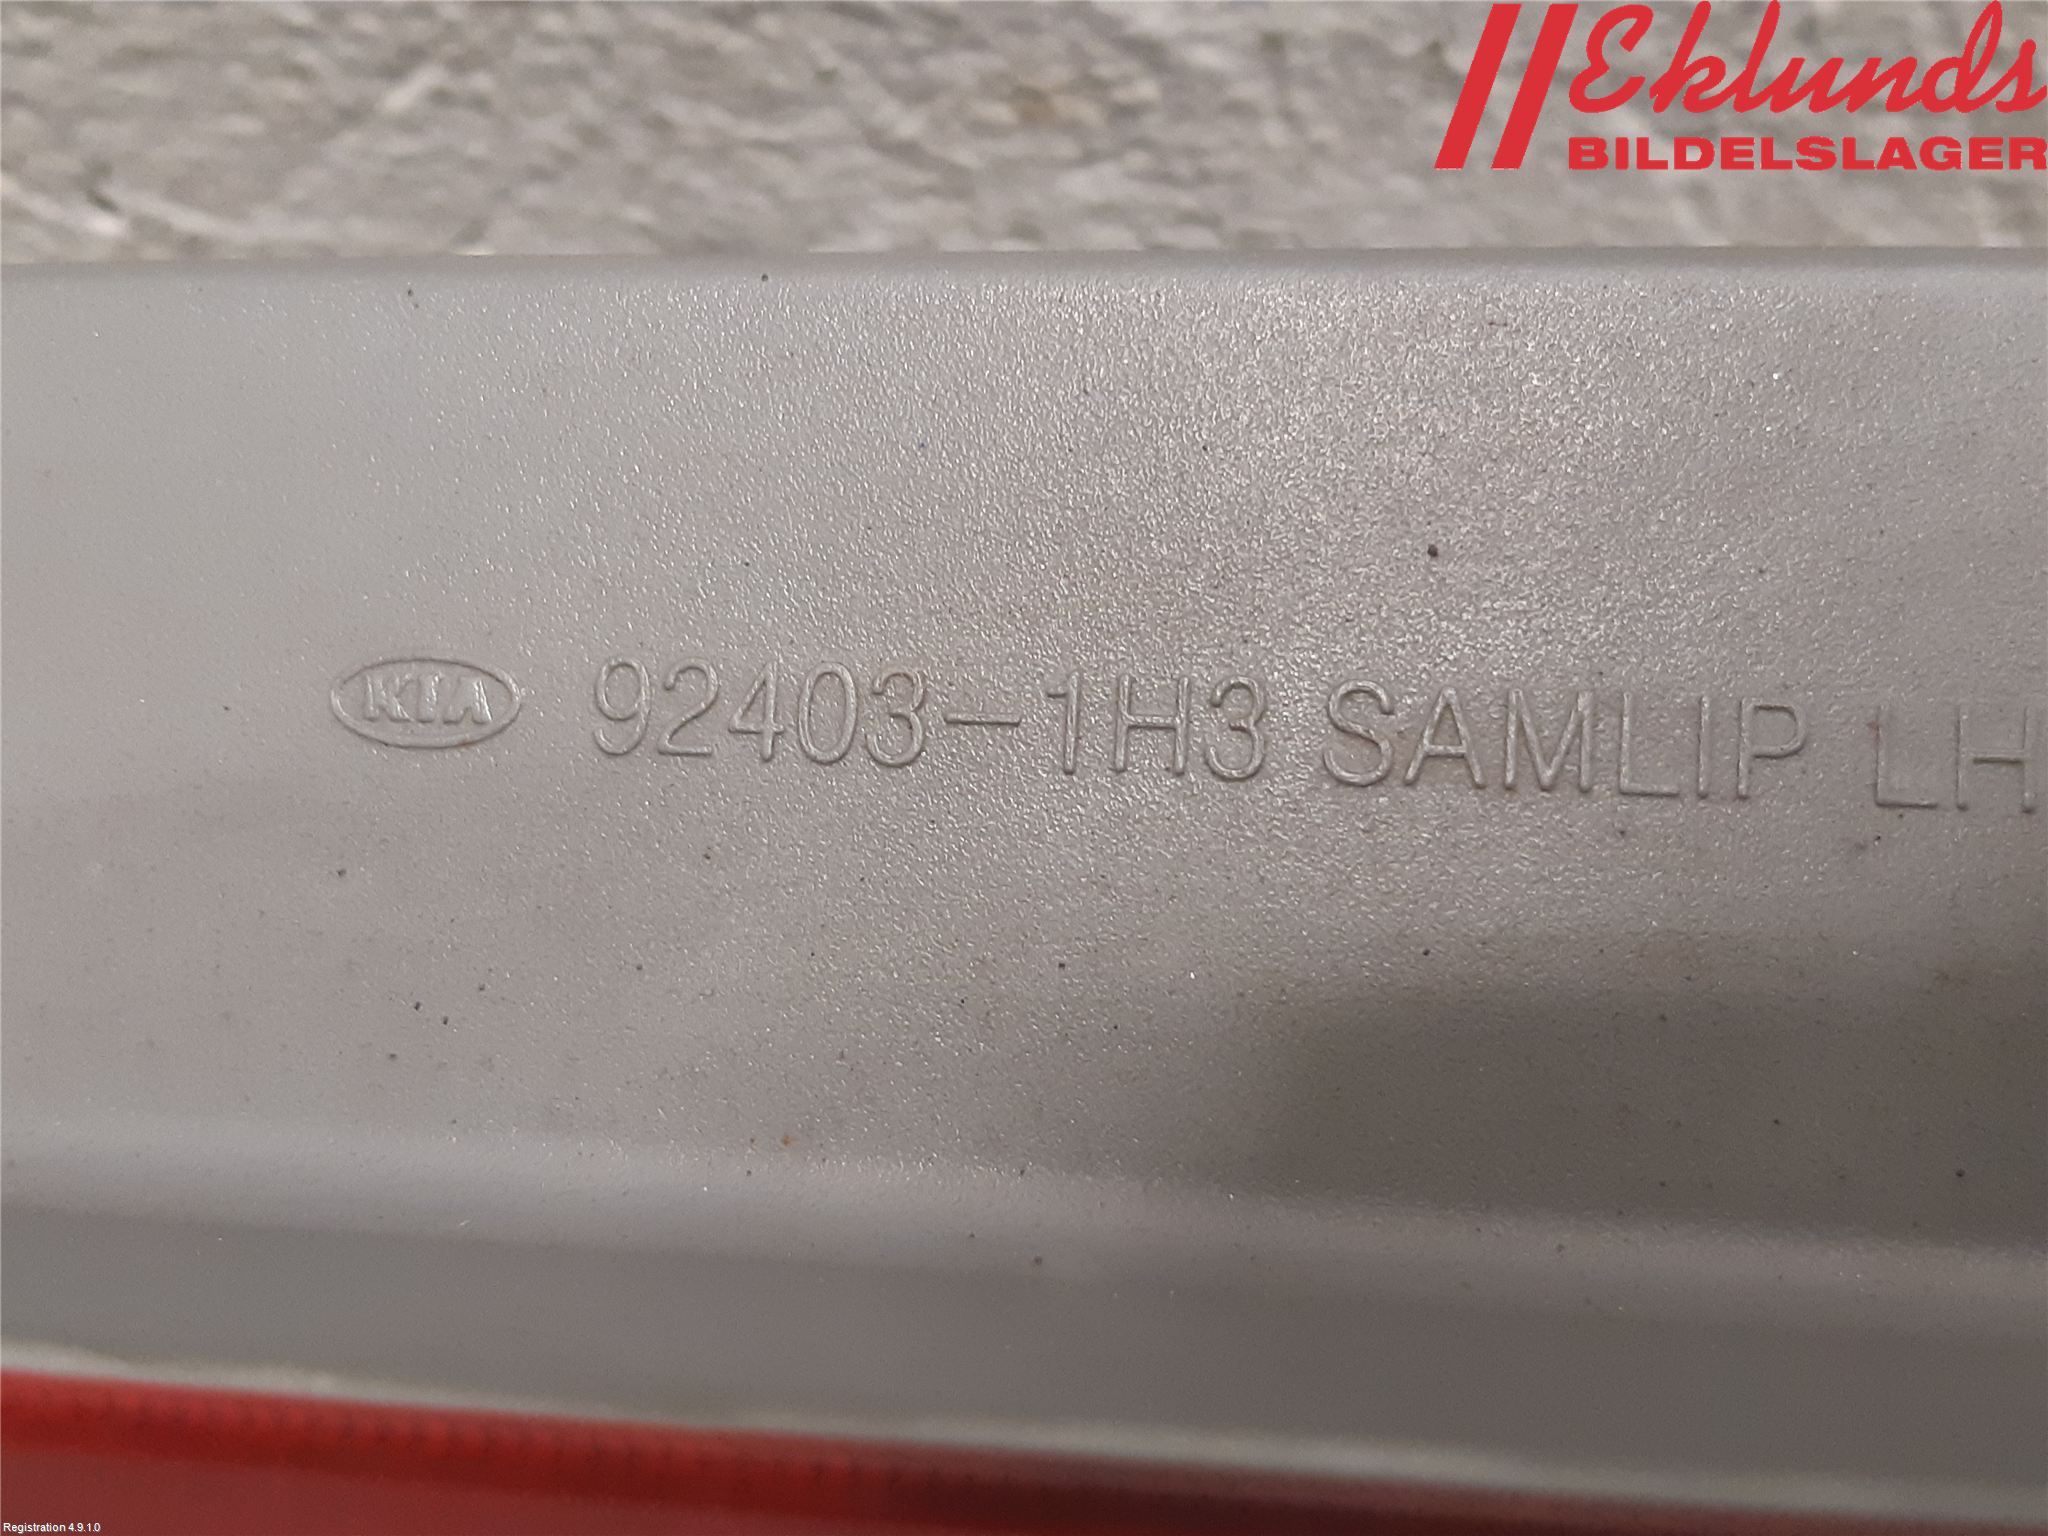 Eklunds
BILDELSLAGER
KIA 92403-1H3 SAMLIP LH
Registration 4.9.1.0